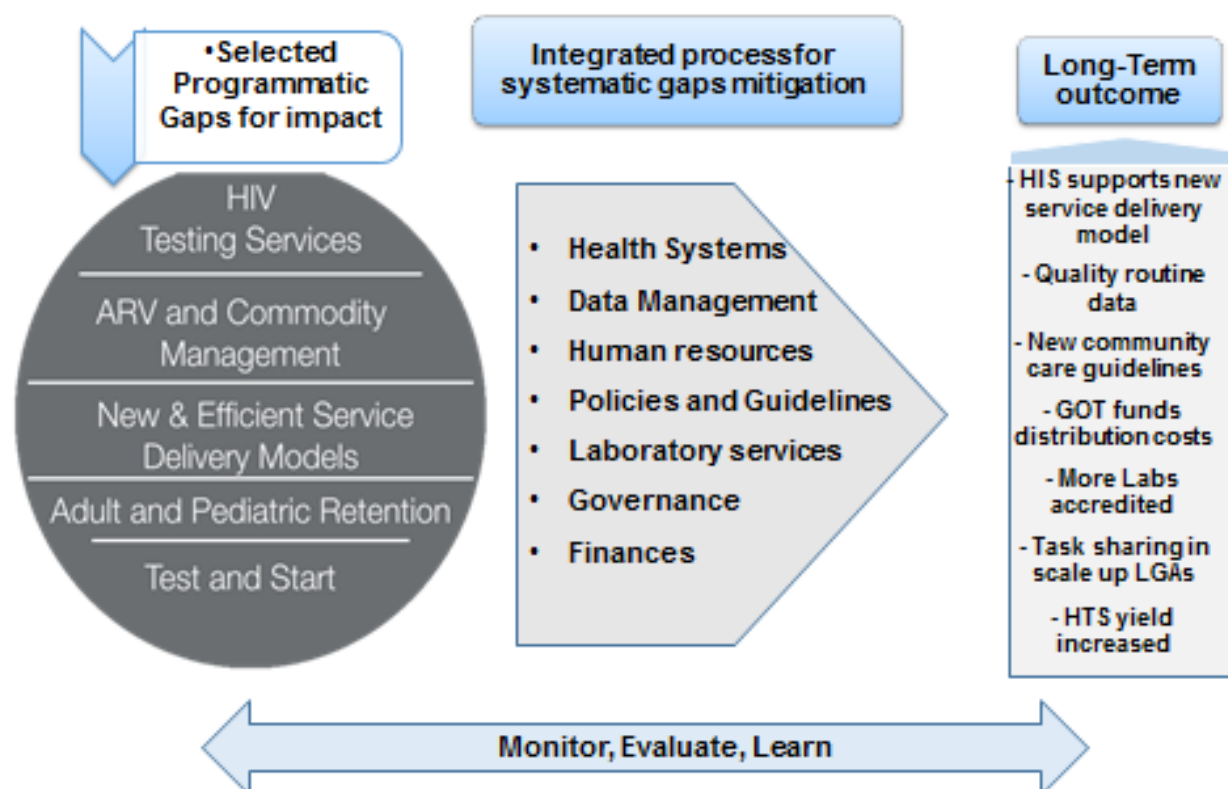 •Selected
Programmatic
Gaps for impact
HIV
Testing Services
ARV and Commodity
Management
New & Efficient Service
Delivery Models
Adult and Pediatric Retention
Test and Start
Integrated process for
systematic gaps mitigation
• Health Systems
• Data Management
• Human resources
• Policies and Guidelines
• Laboratory services
• Governance
• Finances
Long-Term
outcome
- HIS supports new
service delivery
model
- Quality routine
data
- New community
care guidelines
- GOT funds
distribution costs
- More Labs
accredited
- Task sharing in
scale up LGAs
- HTS yield
increased
Monitor, Evaluate, Learn